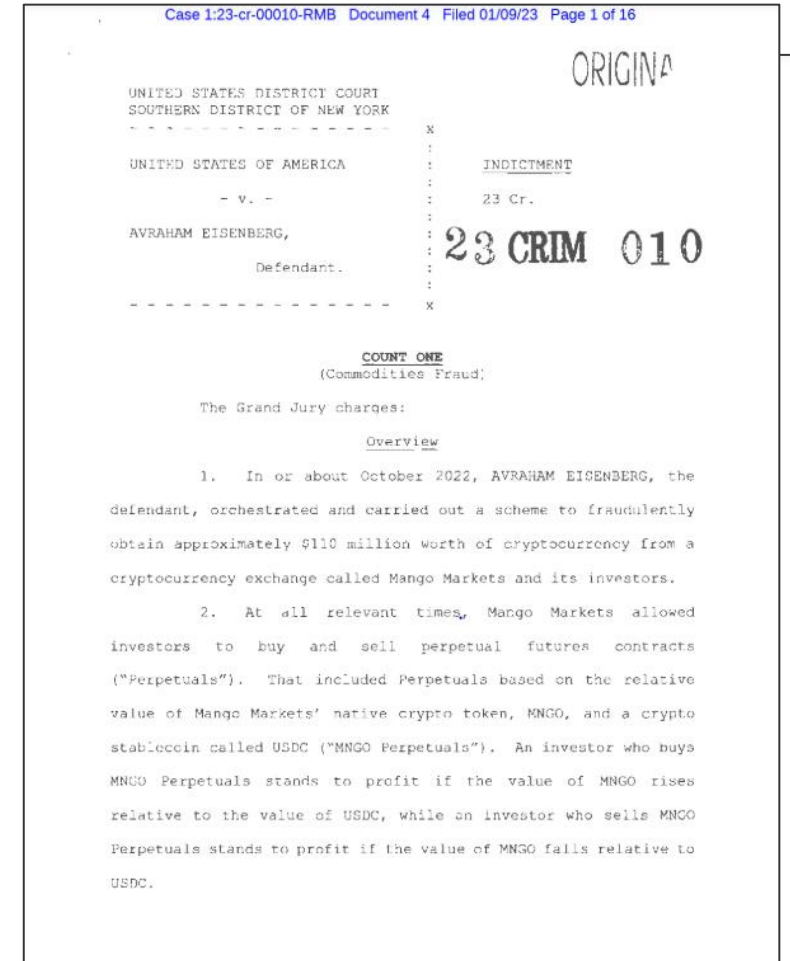 Case 1:23-cr-00010-RMB Document 4 Filed 01/09/23 Page 1 of 16
ORIGINA
UNITED STATES DISTRICT COURT
SOUTHERN DISTRICT OF NEW YORK
- - - - - - - - - - - - - - - x
:
UNITED STATES OF AMERICA : INDICTMENT
:
- v. - : 23 Cr.
:
AVRAHAM EISENBERG, :
: 23 CRIM 010
Defendant. :
:
- - - - - - - - - - - - - - - x
COUNT ONE
(Commodities Fraud)
The Grand Jury charges:
Overview
1. In or about October 2022, AVRAHAM EISENBERG, the
defendant, orchestrated and carried out a scheme to fraudulently
obtain approximately $110 million worth of cryptocurrency from a
cryptocurrency exchange called Mango Markets and its investors.
2. At all relevant times, Mango Markets allowed
investors to buy and sell perpetual futures contracts
("Perpetuals"). That included Perpetuals based on the relative
value of Mango Markets' native crypto token, MNGO, and a crypto
stablecoin called USDC ("MNGO Perpetuals"). An investor who buys
MNGO Perpetuals stands to profit if the value of MNGO rises
relative to the value of USDC, while an investor who sells MNGO
Perpetuals stands to profit if the value of MNGO falls relative to
USDC.